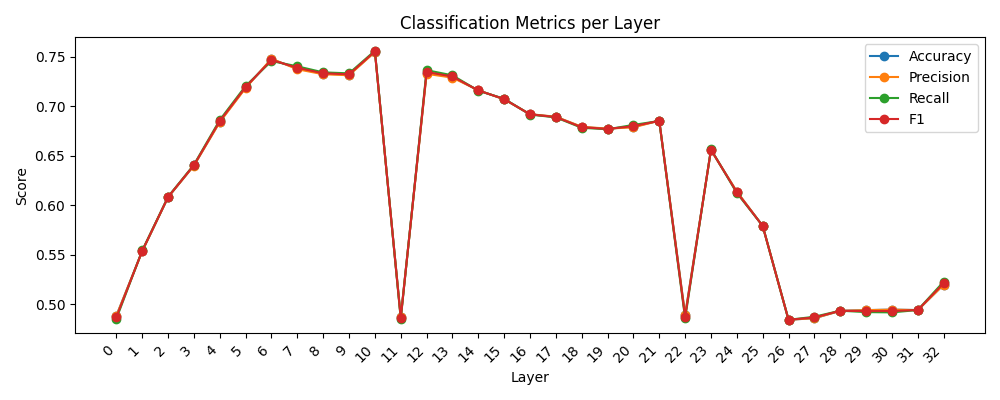 Classification Metrics per Layer
Score
0.75
0.70
0.65
0.60
0.55
0.50
Accuracy
Precision
Recall
F1
0 1 2 3 4 5 6 7 8 9 10 11 12 13 14 15 16 17 18 19 20 21 22 23 24 25 26 27 28 29 30 31 32
Layer